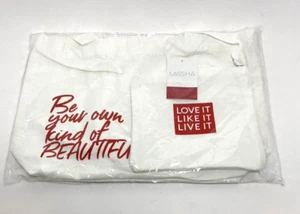 Be
your own
kind of
BEAUTIFU
MISSHA
LOVE IT
LIKE IT
LIVE IT